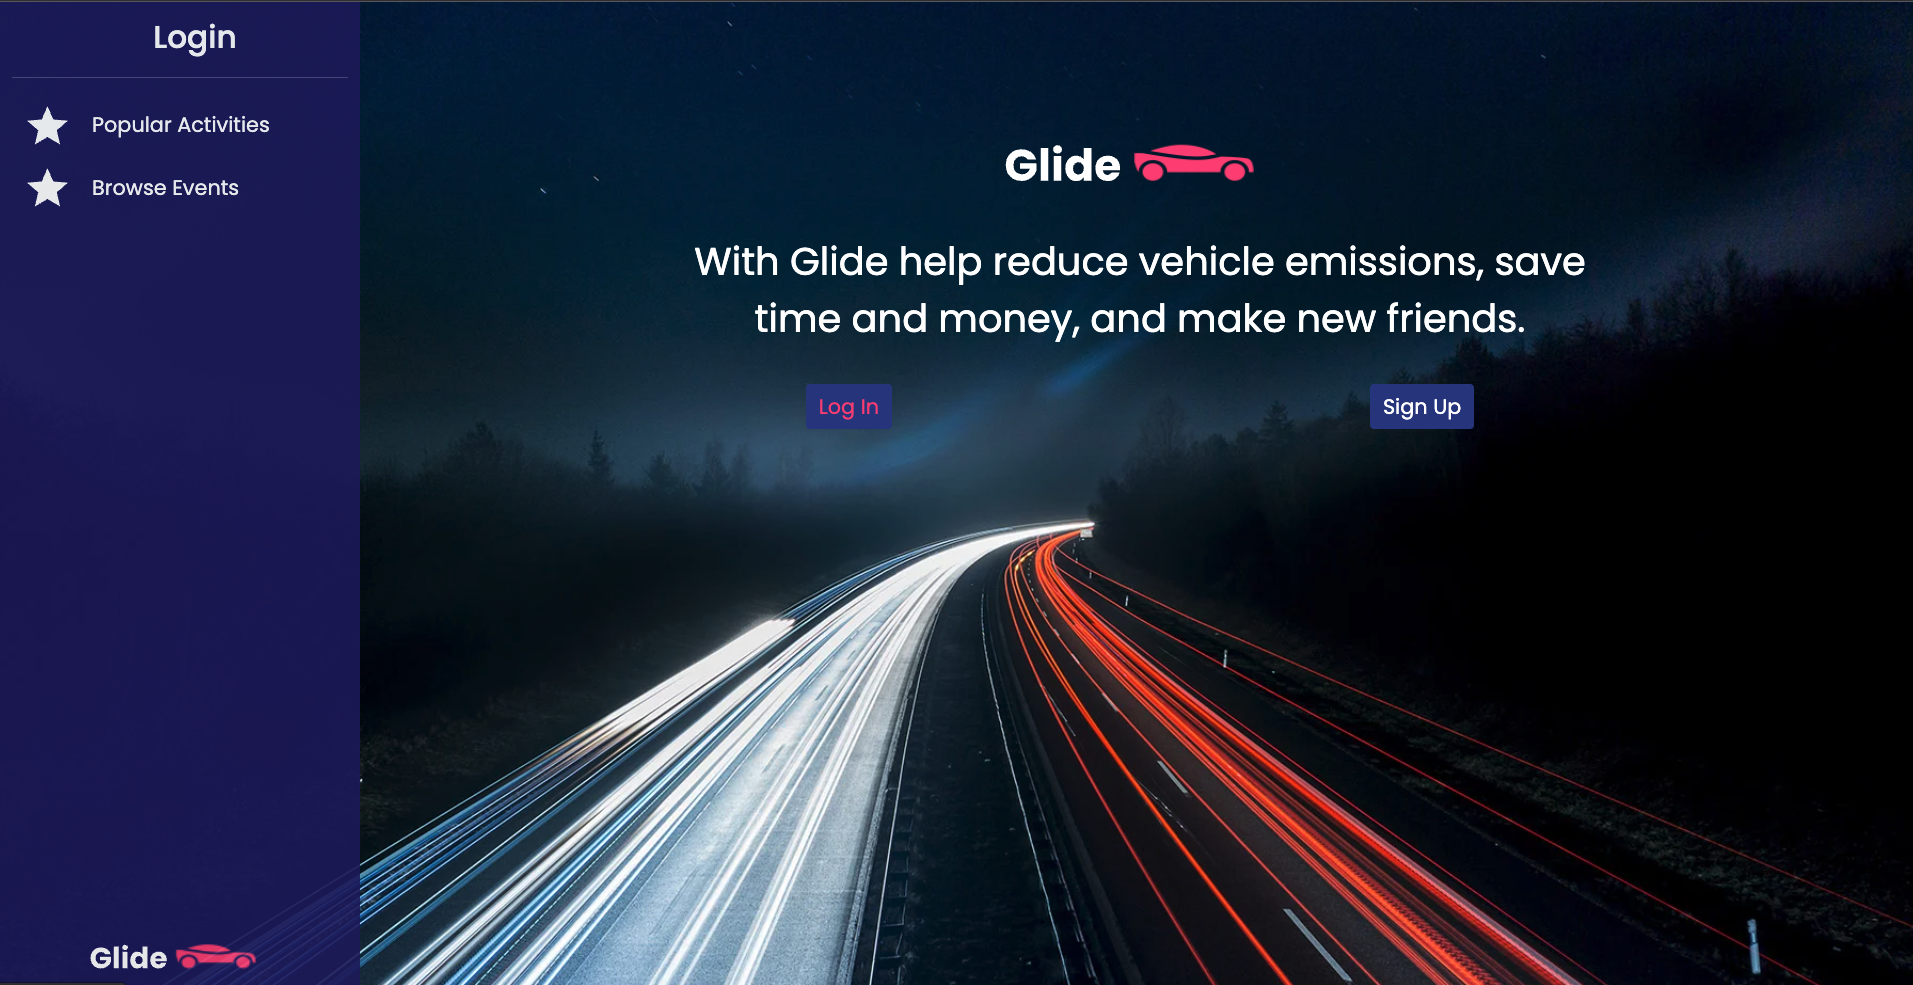 Login
Popular Activities
Browse Events
Glide
Glide
With Glide help reduce vehicle emissions, save
time and money, and make new friends.
Log In
Sign Up